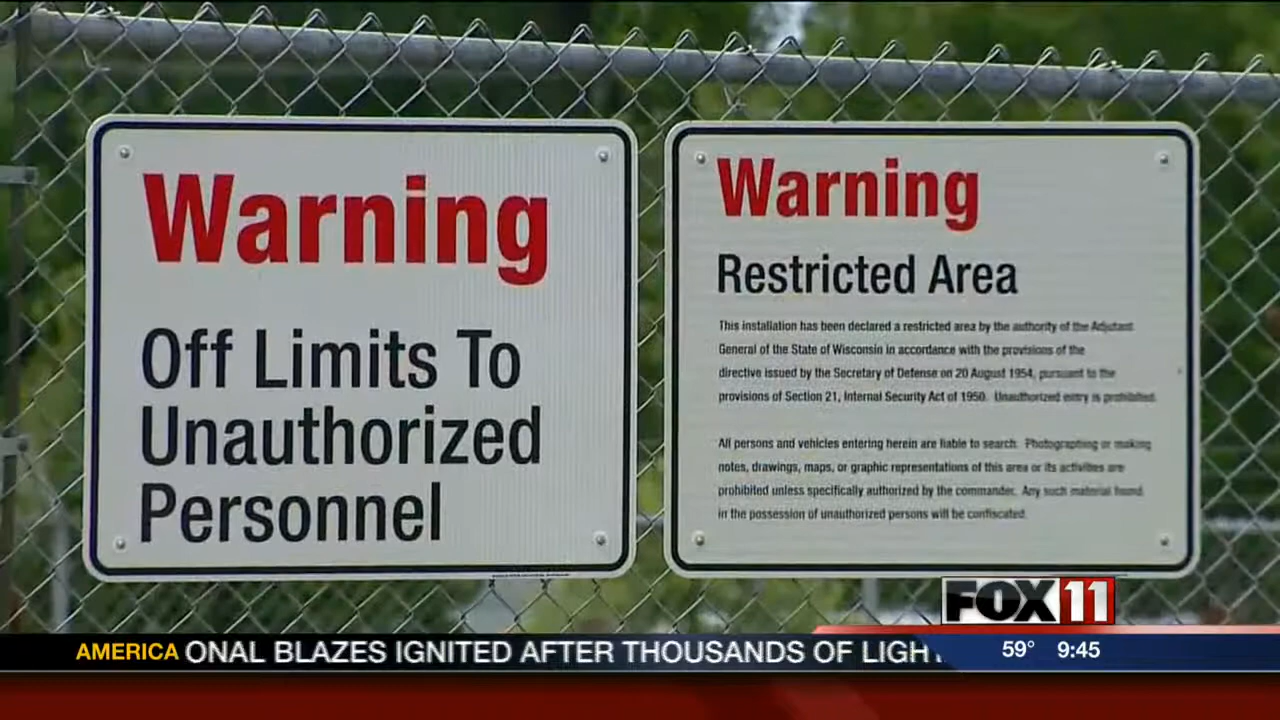 Warning
Off Limits To
Unauthorized
Personnel
Warning
Restricted Area
This installation has been declared a restricted area by the authority of the Adjutant
General of the State of Wisconsin in accordance with the provisions of the
directive issued by the Secretary of Defense on 20 August 1954, pursuant to the
provisions of Section 21, Internal Security Act of 1950. Unauthorized entry is prohibited.
All persons and vehicles entering herein are liable to search. Photographing or making
notes, drawings, maps, or graphic representations of this area or its activities are
prohibited unless specifically authorized by the commander. Any such material found
in the possession of unauthorized persons will be confiscated.
FOX 11
AMERICA ONAL BLAZES IGNITED AFTER THOUSANDS OF LIGH
59° 9:45